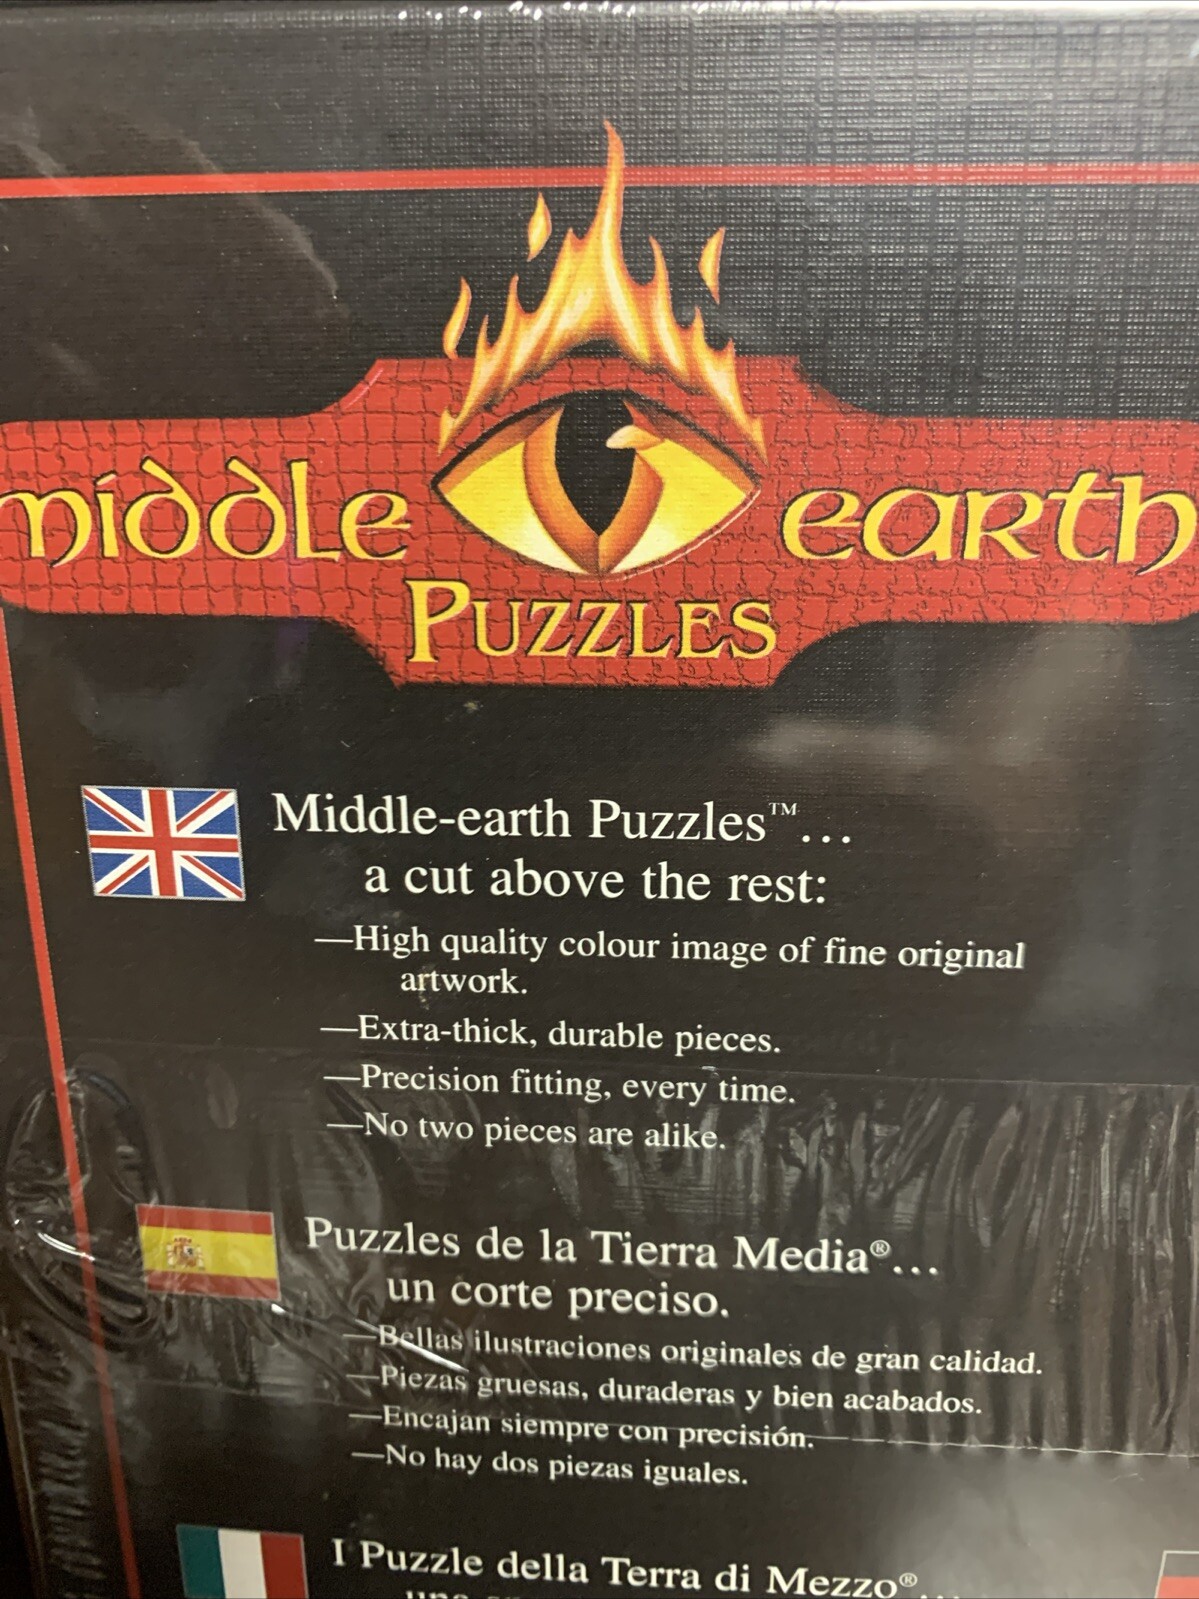 middle earth
Puzzles
Middle-earth Puzzles™...
a cut above the rest:
—High quality colour image of fine original
artwork.
—Extra-thick, durable pieces.
—Precision fitting, every time.
—No two pieces are alike.
Puzzles de la Tierra Media®...
un corte preciso.
—Bellas ilustraciones originales de gran calidad.
—Piezas gruesas, duraderas y bien acabados.
—Encajan siempre con precisión.
—No hay dos piezas iguales.
I Puzzle della Terra di Mezzo®...